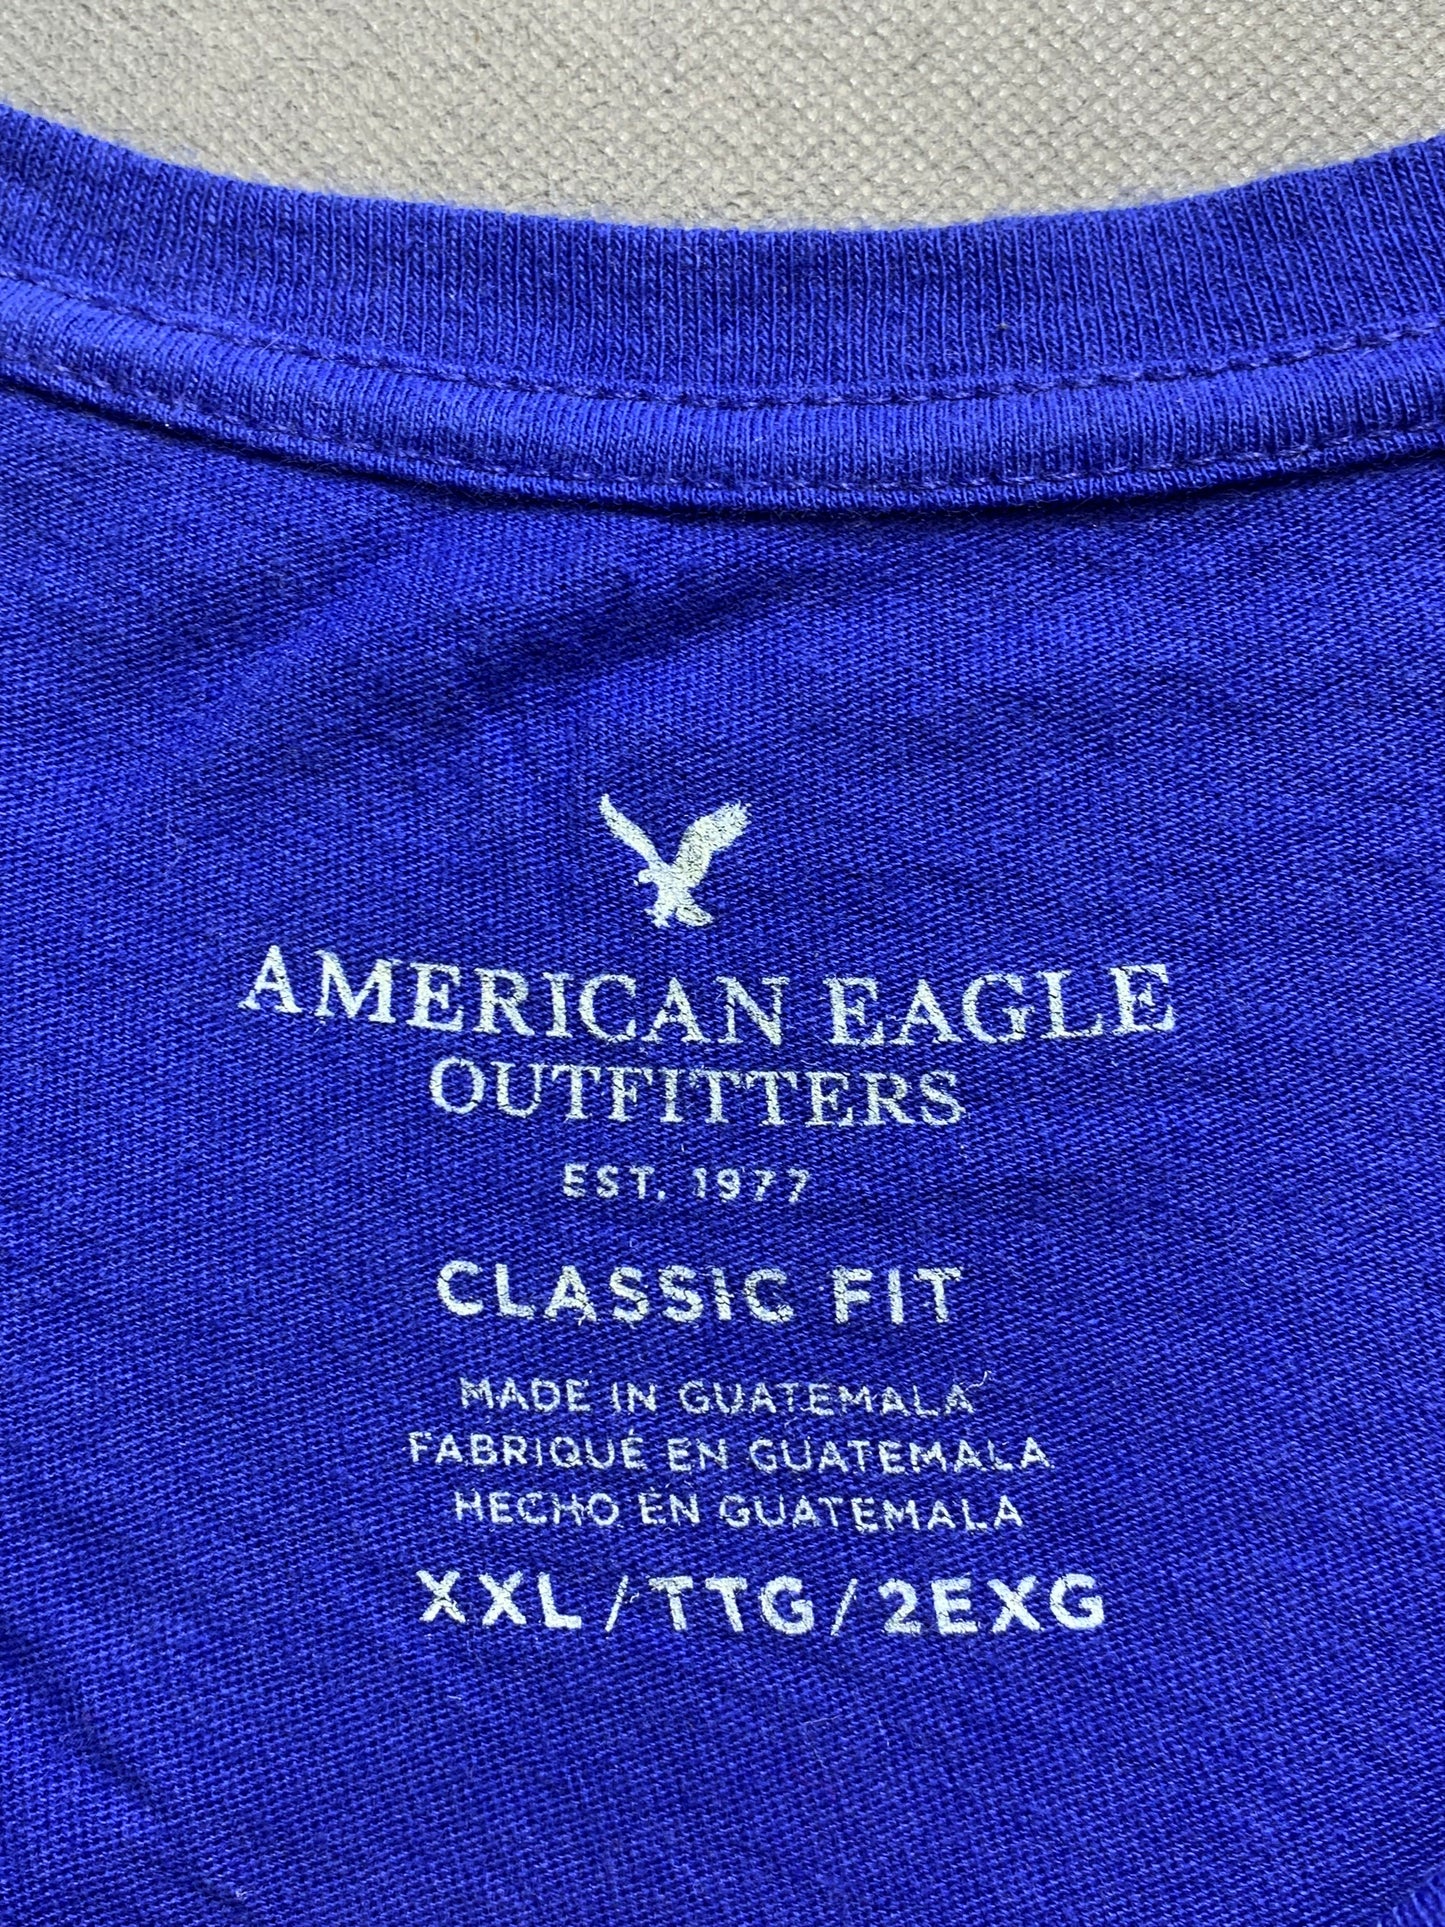 AMERICAN EAGLE
OUTFITTERS
EST. 1977
CLASSIC FIT
MADE IN GUATEMALA
FABRIQUÉ EN GUATEMALA
HECHO EN GUATEMALA
XXL/TTG/2EXG